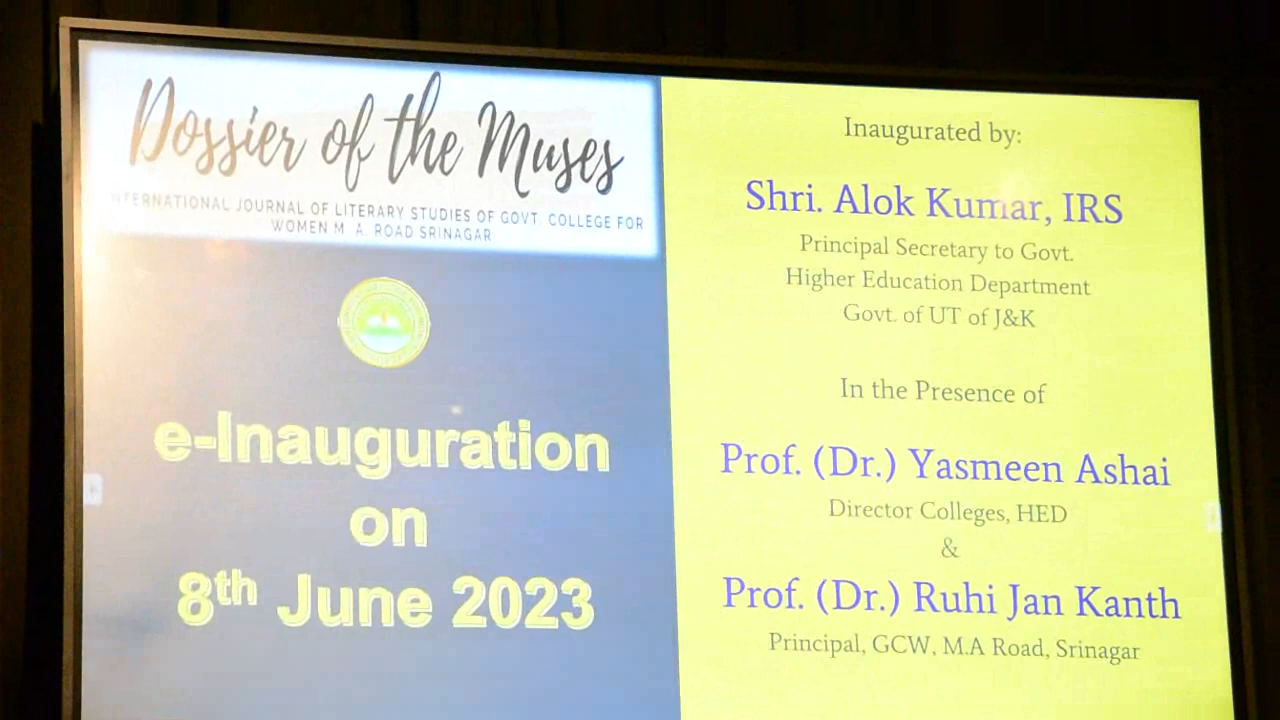 Dossier of the Muses
INTERNATIONAL JOURNAL OF LITERARY STUDIES OF GOVT. COLLEGE FOR
WOMEN M. A. ROAD SRINAGAR
e-Inauguration
on
8th June 2023
Inaugurated by:
Shri. Alok Kumar, IRS
Principal Secretary to Govt.
Higher Education Department
Govt. of UT of J&K
In the Presence of
Prof. (Dr.) Yasmeen Ashai
Director Colleges, HED
&
Prof. (Dr.) Ruhi Jan Kanth
Principal, GCW, M.A Road, Srinagar